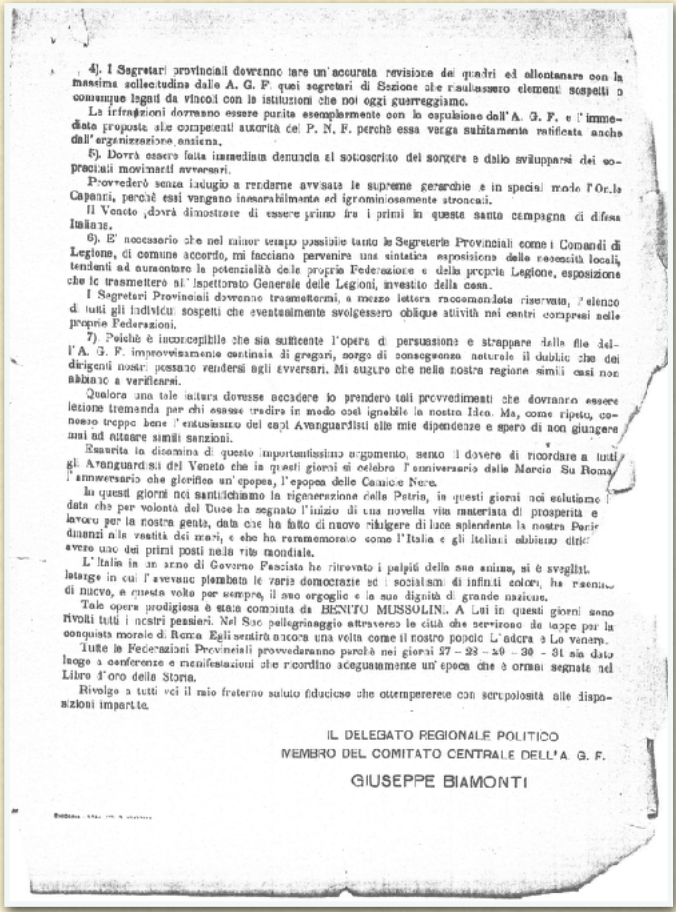 4). I Segretari provinciali dovranno fare un'accurata revisione dei quadri ed allontanare con la
massima sollecitudine dalle A. G. F. quei segretari di Sezione che risultassero elementi sospetti o
comunque legati da vincoli con le istituzioni che noi oggi guerreggiamo.
Le infrazioni dovranno essere punite esemplarmente con la espulsione dall'A. G. F. e l'imme-
diata proposta alle competenti autorità del P. N. F. perchè essa venga subitamente ratificata anche
dall'organizzazione anziana.
5). Dovrà essere fatta immediata denuncia al sottoscritto del sorgere e dello svilupparsi dei so-
pracitati movimenti avversari.
Provvederò senza indugio a renderne avvisate le supreme gerarchie e in special modo l'On.le
Capanni, perchè essi vengano inesorabilmente ed ignominiosamente stroncati.
Il Veneto dovrà dimostrare di essere primo fra i primi in questa santa campagna di difesa
Italiana.
6). E' necessario che nel minor tempo possibile tanto le Segreterie Provinciali come i Comandi di
Legione, di comune accordo, mi facciano pervenire una sintetica esposizione delle necessità locali,
tendenti ad aumentare la potenzialità della propria Federazione e della propria Legione, esposizione
che io trasmetterò all'Ispettorato Generale delle Legioni, investito della cosa.
I Segretari Provinciali dovranno trasmettermi, a mezzo lettera raccomandata riservata, l'elenco
di tutti gli individui sospetti che eventualmente svolgessero oblique attività nei centri compresi nelle
proprie Federazioni.
7). Poichè è inconcepibile che sia sufficente l'opera di persuasione e strappare dalle file del-
l'A. G. F. improvvisamente centinaia di gregari, sorge di conseguenza naturale il dubbio che dei
dirigenti nostri possano vendersi agli avversari. Mi auguro che nella nostra regione simili casi non
abbiano a verificarsi.
Qualora una tale iattura dovesse accadere io prenderò tali provvedimenti che dovranno essere
lezione tremenda per chi osasse tradire in modo così ignobile la nostra Idea. Ma, come ripeto, co-
nosco troppo bene l'entusiasmo dei capi Avanguardisti alle mie dipendenze e spero di non giungere
mai ad attuare simili sanzioni.
Esaurita la disamina di questo importantissimo argomento, sento il dovere di ricordare a tutti
gli Avanguardisti del Veneto che in questi giorni si celebra l'anniversario della Marcia Su Roma,
l'anniversario che glorifica un'epopea, l'epopea delle Camicie Nere.
In questi giorni noi santifichiamo la rigenerazione della Patria, in questi giorni noi salutiamo l
data che per volontà del Duce ha segnato l'inizio di una novella vita materiata di prosperità e
lavoro per la nostra gente, data che ha fatto di nuovo rifulgere di luce splendente la nostra Penis
dinanzi alla vastità dei mari, e che ha rammemorato come l'Italia e gli Italiani abbiano diric
avere uno dei primi posti nella vita mondiale.
L'Italia in un anno di Governo Fascista ha ritrovato i palpiti della sua anima, si è svegliat
letargo in cui l'avevano piombata le varie democrazie ed i socialismi di infiniti colori, ha risentito
di nuovo, e questa volta per sempre, il suo orgoglio e la sua dignità di grande nazione.
Tale opera prodigiosa è stata compiuta da BENITO MUSSOLINI. A Lui in questi giorni sono
rivolti tutti i nostri pensieri. Nel Suo pellegrinaggio attraverso le città che servirono da tappe per la
conquista morale di Roma Egli sentirà ancora una volta come il nostro popolo L'adora e Lo venera.
Tutte le Federazioni Provinciali provvederanno perchè nei giorni 27 - 28 - 29 - 30 - 31 sia dato
luogo a conferenze e manifestazioni che ricordino adeguatamente un'epoca che è ormai segnata nel
Libro d'oro della Storia.
Rivolgo a tutti voi il mio fraterno saluto fiducioso che ottempererete con scrupolosità alle dispo-
sizioni impartite.
IL DELEGATO REGIONALE POLITICO
MEMBRO DEL COMITATO CENTRALE DELL'A. G. F.
GIUSEPPE BIAMONTI